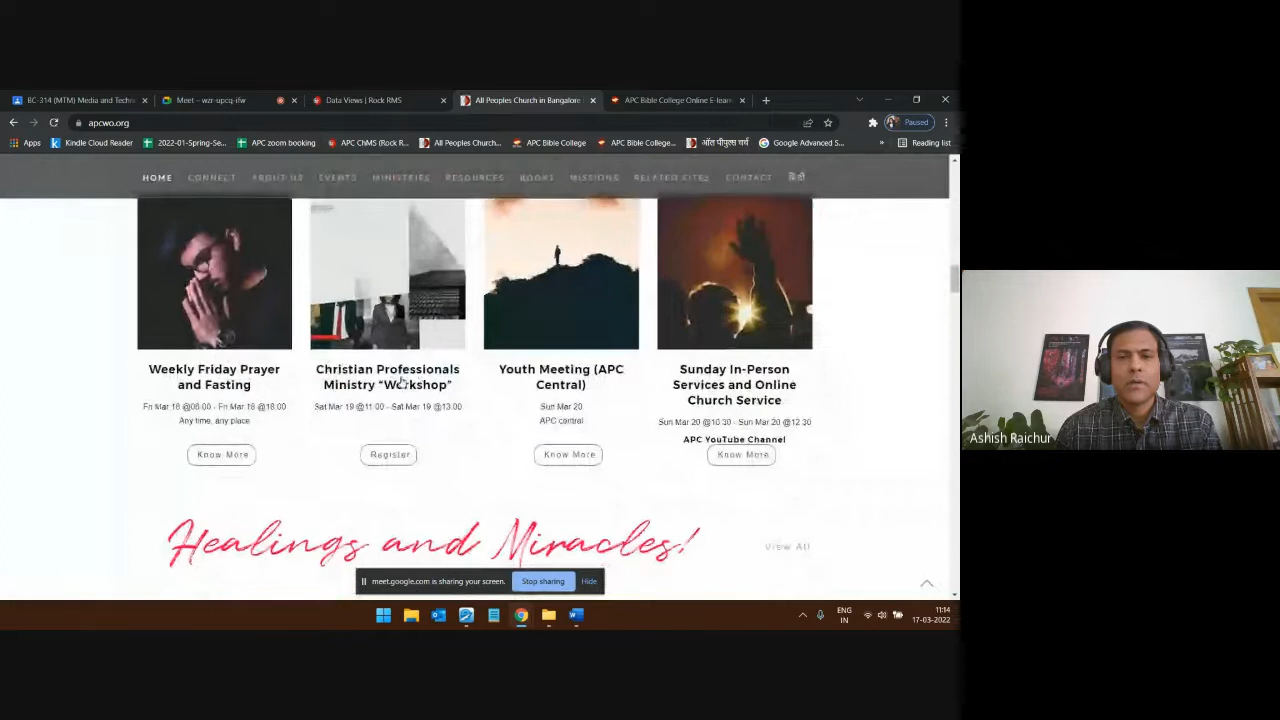 BC-314 (MTM) Media and Techni
Meet – wzr-upcq-ifw
Data Views | Rock RMS
All Peoples Church in Bangalore
APC Bible College Online E-learn
apcwo.org
Paused
Apps
Kindle Cloud Reader
2022-01-Spring-Se...
APC zoom booking
APC ChMS (Rock R...
All Peoples Church...
APC Bible College
APC Bible College...
ऑल पीपुल्स चर्च
Google Advanced S...
»
Reading list
HOME
CONNECT
ABOUT US
EVENTS
MINISTRIES
RESOURCES
BOOKS
MISSIONS
RELATED SITES
CONTACT
हिंदी
Weekly Friday Prayer
and Fasting
Fri Mar 18 @06:00 - Fri Mar 18 @18:00
Any time, any place
Know More
Christian Professionals
Ministry “Workshop”
Sat Mar 19 @11:00 - Sat Mar 19 @13:00
Register
Youth Meeting (APC
Central)
Sun Mar 20
APC central
Know More
Sunday In-Person
Services and Online
Church Service
Sun Mar 20 @10:30 - Sun Mar 20 @12:30
APC YouTube Channel
Know More
Healings and Miracles!
View All
meet.google.com is sharing your screen.
Stop sharing
Hide
ENG
IN
11:14
17-03-2022
Ashish Raichur